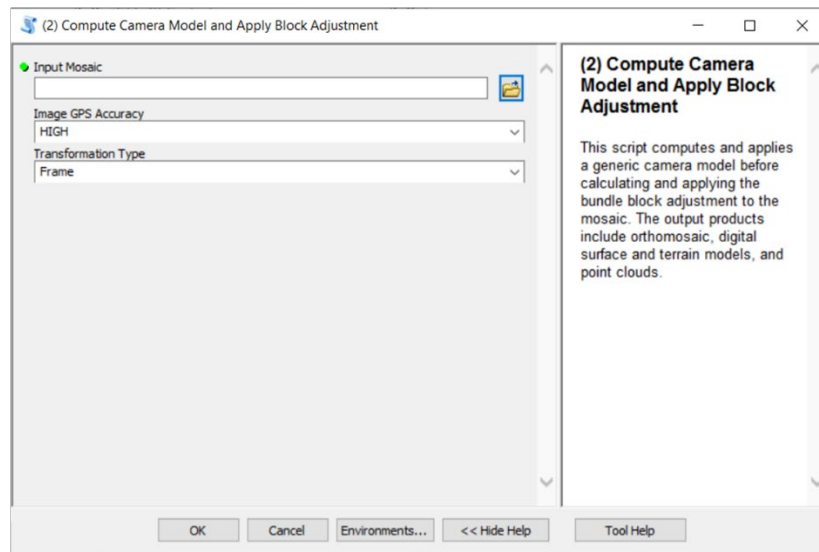 (2) Compute Camera Model and Apply Block Adjustment
Input Mosaic
Image GPS Accuracy
HIGH
Transformation Type
Frame
(2) Compute Camera
Model and Apply Block
Adjustment
This script computes and applies
a generic camera model before
calculating and applying the
bundle block adjustment to the
mosaic. The output products
include orthomosaic, digital
surface and terrain models, and
point clouds.
OK
Cancel
Environments...
<< Hide Help
Tool Help